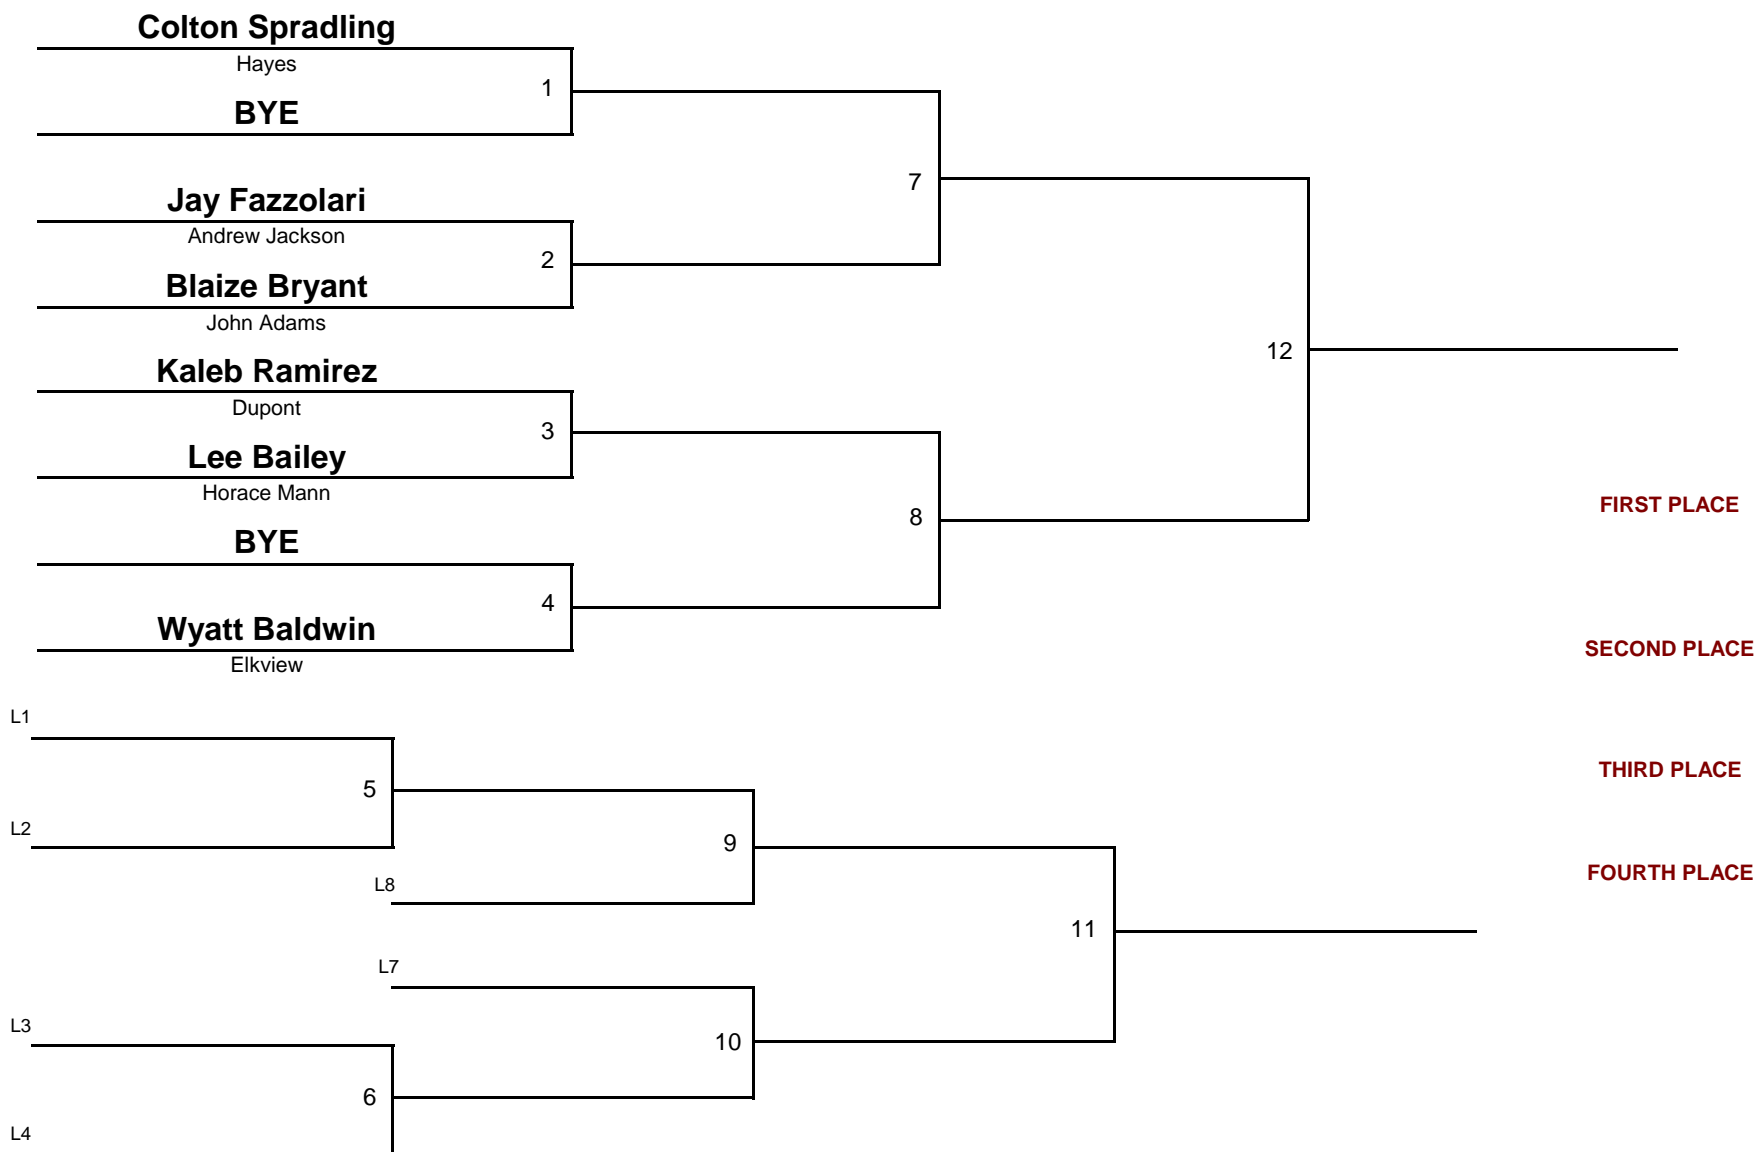 Colton Spradling
Hayes
1
BYE
Jay Fazzolari
7
Andrew Jackson
2
Blaize Bryant
John Adams
12
Kaleb Ramirez
Dupont
3
Lee Bailey
Horace Mann
FIRST PLACE
8
BYE
4
Wyatt Baldwin
SECOND PLACE
Elkview
L1
THIRD PLACE
5
L2
9
FOURTH PLACE
L8
11
L7
L3
10
6
L4